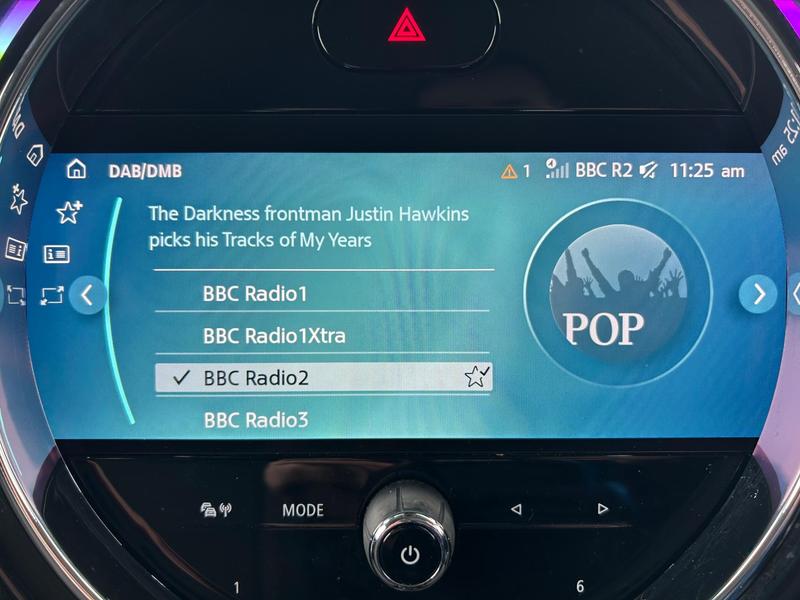 DAB/DMB
1
BBC R2
11:25 am
The Darkness frontman Justin Hawkins
picks his Tracks of My Years
BBC Radio1
BBC Radio1Xtra
BBC Radio2
BBC Radio3
POP
MODE
1
6